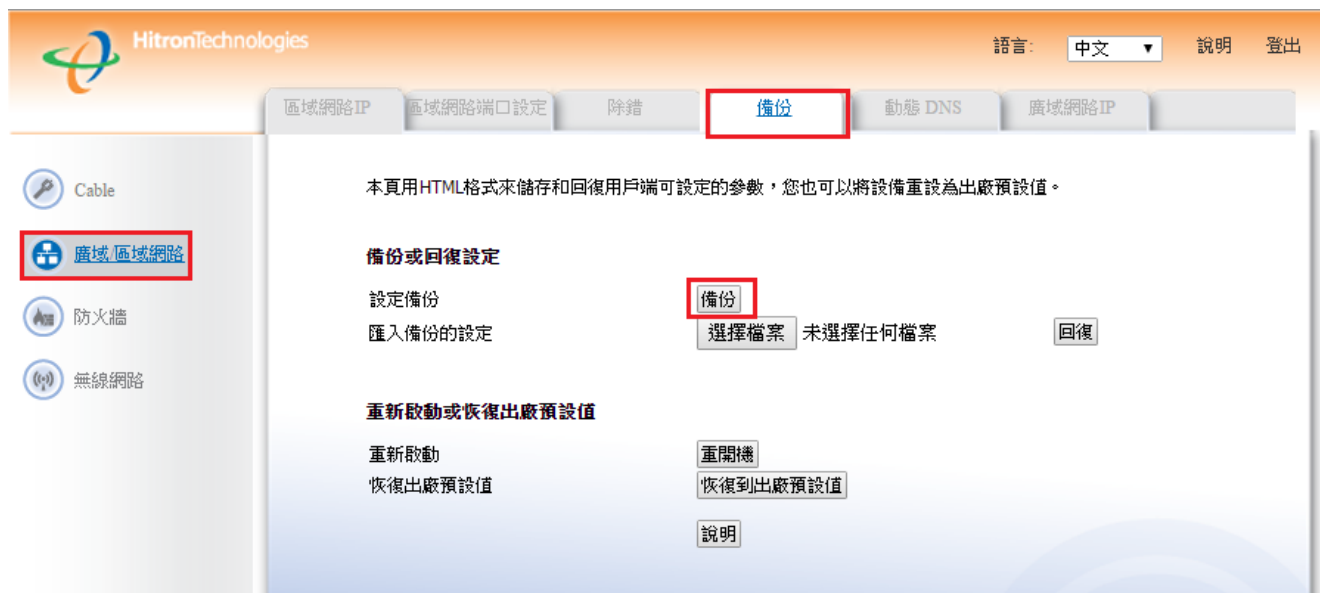 HitronTechnologies
語言: 中文 說明 登出
區域網路IP 區域網路端口設定 除錯 備份 動態 DNS 廣域網路IP
Cable
廣域/區域網路
防火牆
無線網路
本頁用HTML格式來儲存和回復用戶端可設定的參數，您也可以將設備重設為出廠預設值。
備份或回復設定
設定備份 備份
匯入備份的設定 選擇檔案 未選擇任何檔案 回復
重新啟動或恢復出廠預設值
重新啟動 重開機
恢復出廠預設值 恢復到出廠預設值
說明